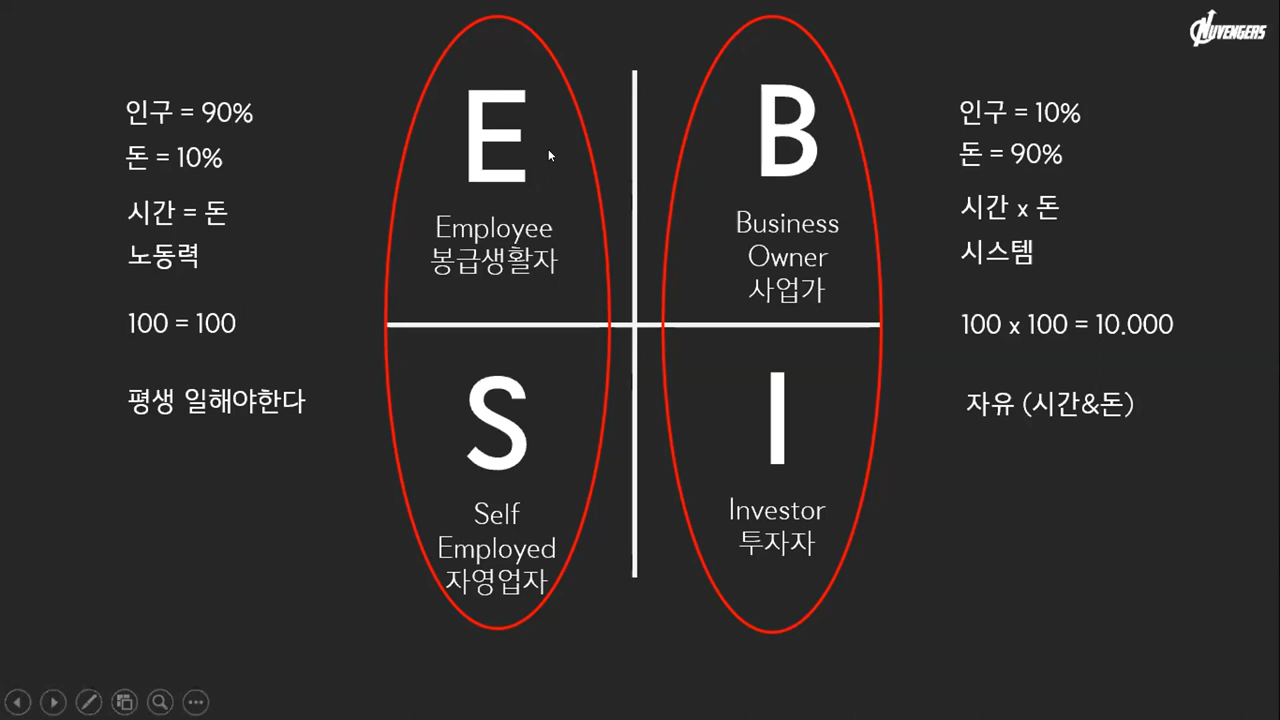 NUVENGERS
인구 = 90%
돈 = 10%
시간 = 돈
노동력
100 = 100
평생 일해야한다
E
Employee
봉급생활자
S
Self
Employed
자영업자
B
Business
Owner
사업가
I
Investor
투자자
인구 = 10%
돈 = 90%
시간 x 돈
시스템
100 x 100 = 10.000
자유 (시간&돈)